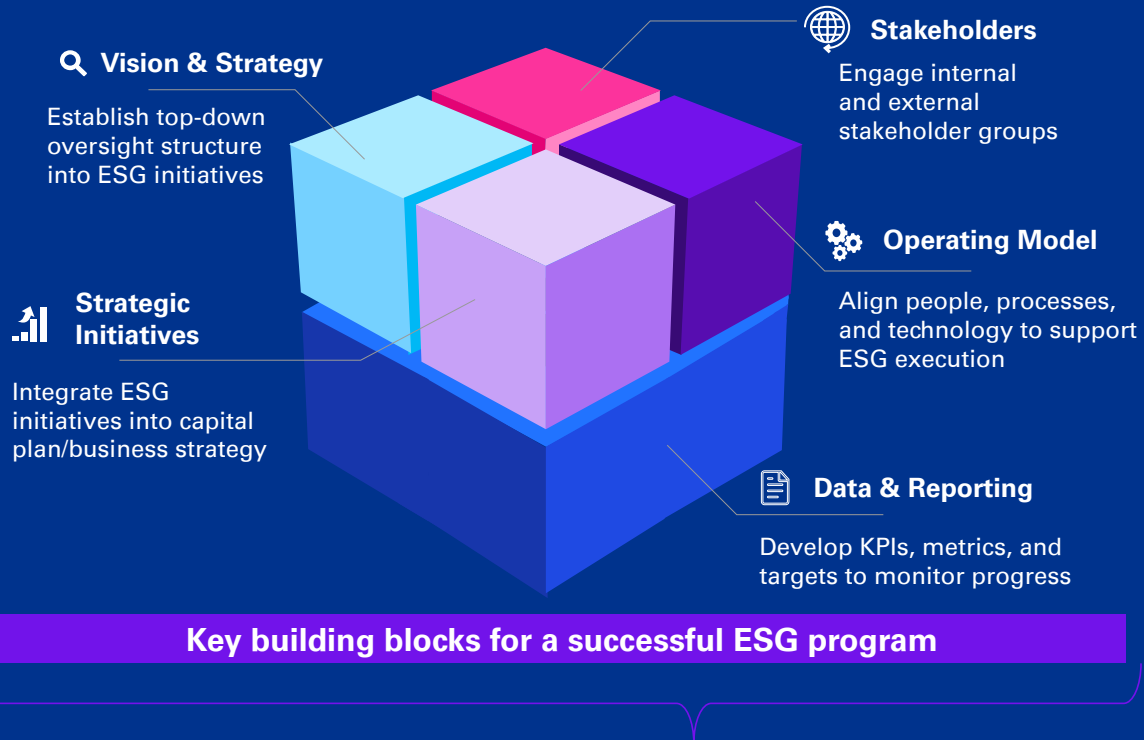 Vision & Strategy
Establish top-down
oversight structure
into ESG initiatives
Stakeholders
Engage internal
and external
stakeholder groups
Operating Model
Align people, processes,
and technology to support
ESG execution
Strategic
Initiatives
Integrate ESG
initiatives into capital
plan/business strategy
Data & Reporting
Develop KPIs, metrics, and
targets to monitor progress
Key building blocks for a successful ESG program